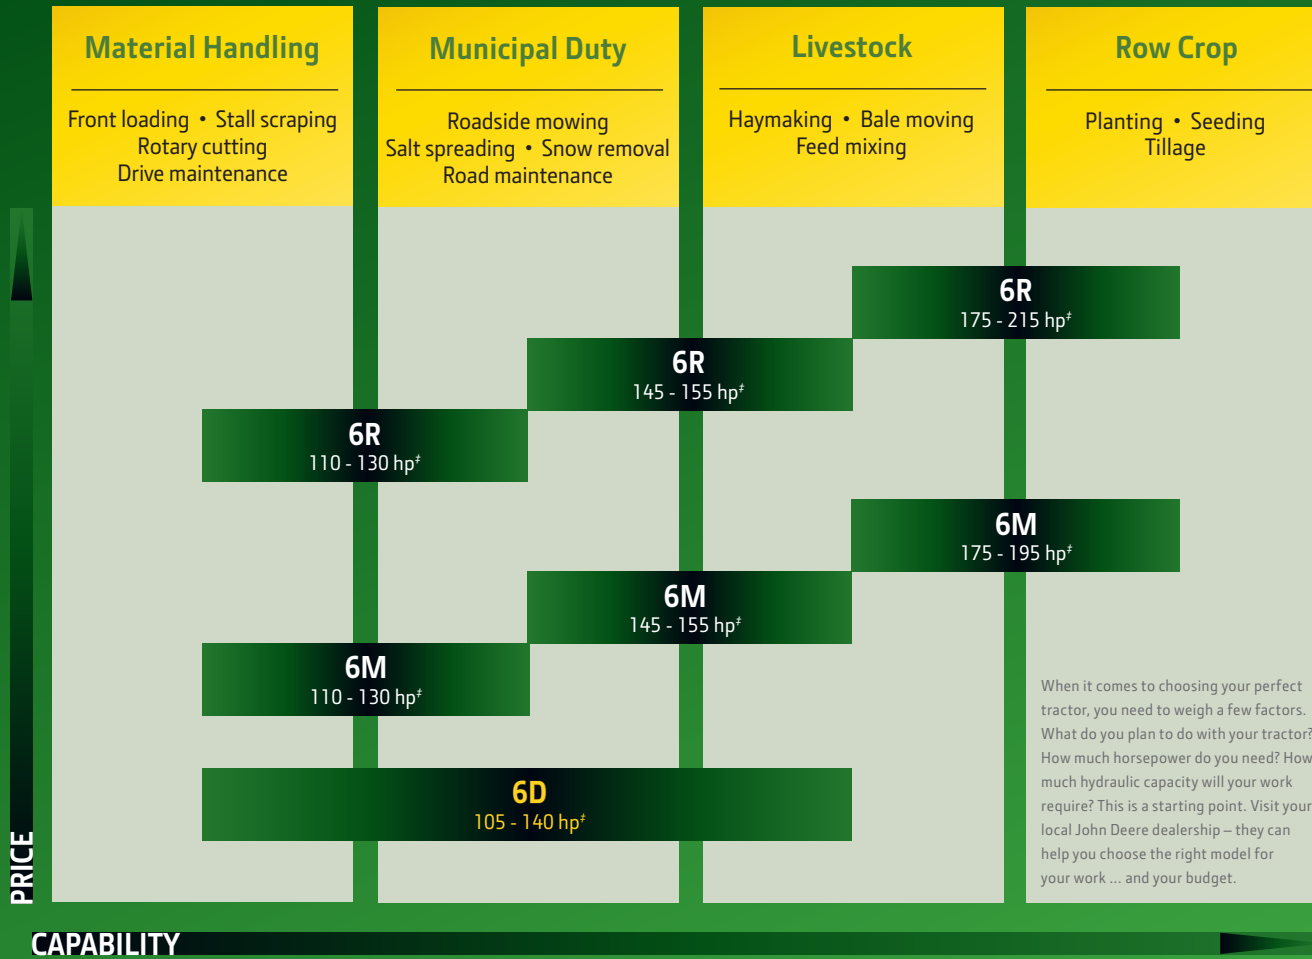 Material Handling
Front loading • Stall scraping
Rotary cutting
Drive maintenance
Municipal Duty
Roadside mowing
Salt spreading • Snow removal
Road maintenance
Livestock
Haymaking • Bale moving
Feed mixing
Row Crop
Planting • Seeding
Tillage
6R
175 - 215 hp‡
6R
145 - 155 hp‡
6R
110 - 130 hp‡
6M
175 - 195 hp‡
6M
145 - 155 hp‡
6M
110 - 130 hp‡
6D
105 - 140 hp‡
When it comes to choosing your perfect
tractor, you need to weigh a few factors.
What do you plan to do with your tractor?
How much horsepower do you need? How
much hydraulic capacity will your work
require? This is a starting point. Visit your
local John Deere dealership – they can
help you choose the right model for
your work ... and your budget.
PRICE
CAPABILITY